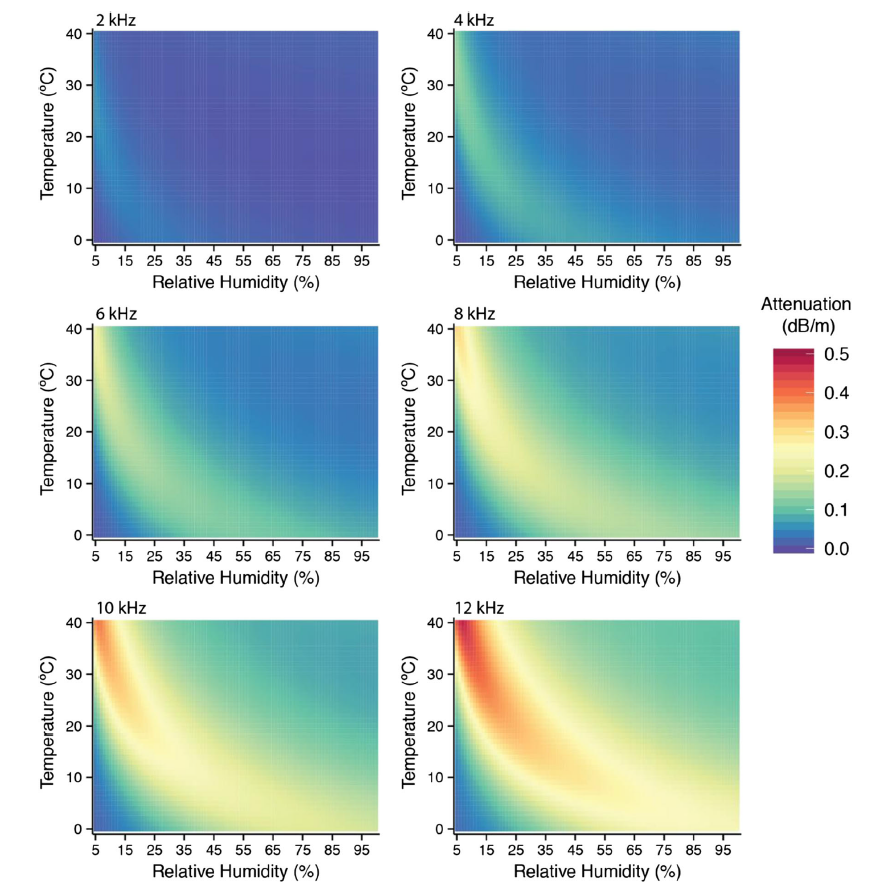 2 kHz
40
30
20
10
0
Temperature (ºC)
5 15 25 35 45 55 65 75 85 95
Relative Humidity (%)
4 kHz
40
30
20
10
0
Temperature (ºC)
5 15 25 35 45 55 65 75 85 95
Relative Humidity (%)
6 kHz
40
30
20
10
0
Temperature (ºC)
5 15 25 35 45 55 65 75 85 95
Relative Humidity (%)
8 kHz
40
30
20
10
0
Temperature (ºC)
5 15 25 35 45 55 65 75 85 95
Relative Humidity (%)
Attenuation
(dB/m)
0.5
0.4
0.3
0.2
0.1
0.0
10 kHz
40
30
20
10
0
Temperature (ºC)
5 15 25 35 45 55 65 75 85 95
Relative Humidity (%)
12 kHz
40
30
20
10
0
Temperature (ºC)
5 15 25 35 45 55 65 75 85 95
Relative Humidity (%)